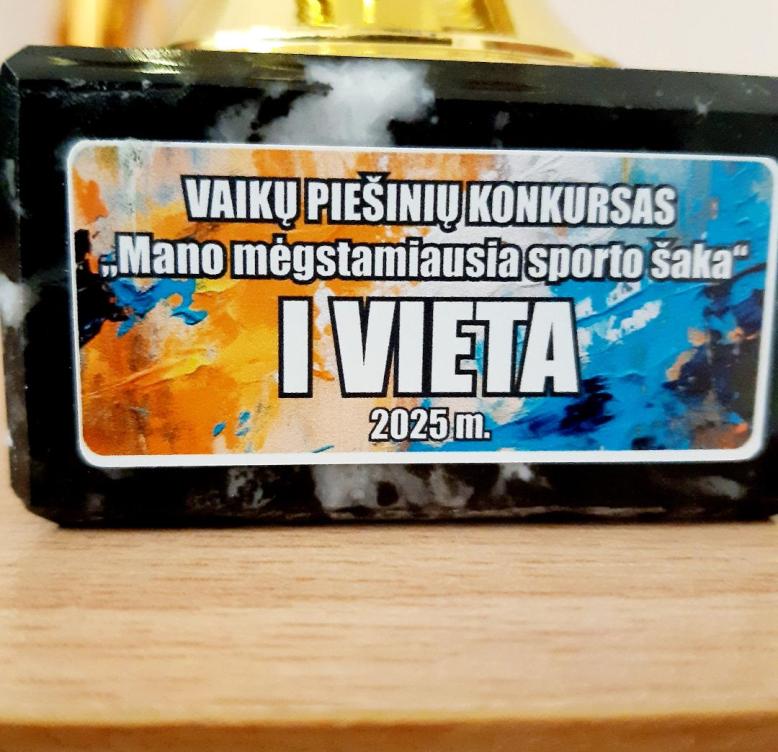 VAIKŲ PIEŠINIŲ KONKURSAS
„Mano mėgstamiausia sporto šaka“
I VIETA
2025 m.